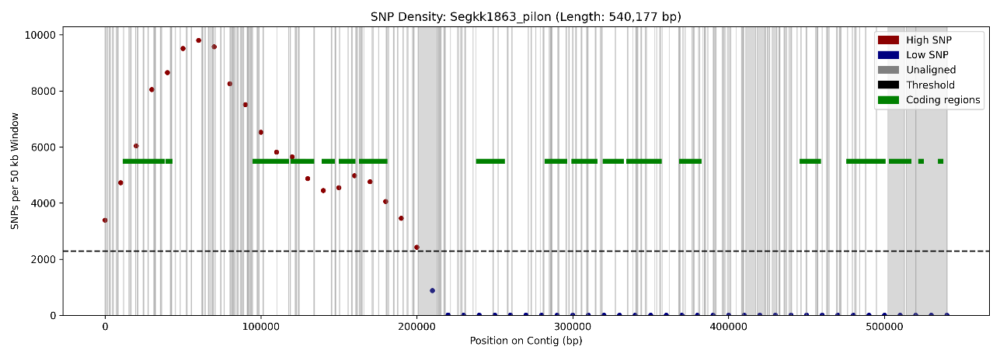 SNP Density: Segkk1863_pilon (Length: 540,177 bp)
10000
8000
6000
4000
2000
0
SNPs per 50 kb Window
High SNP
Low SNP
Unaligned
Threshold
Coding regions
0 100000 200000 300000 400000 500000
Position on Contig (bp)